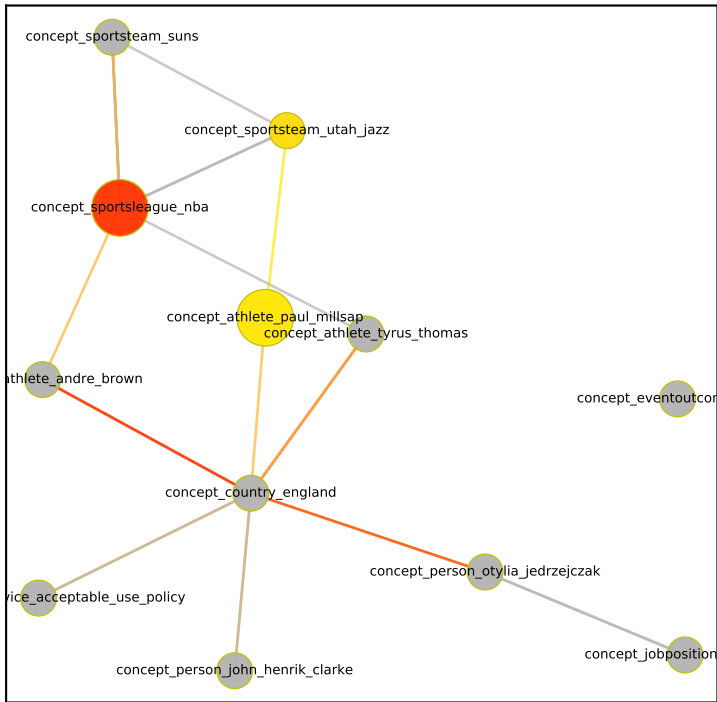 concept_sportsteam_suns
concept_sportsteam_utah_jazz
concept_sportsleague_nba
concept_athlete_paul_millsap
concept_athlete_tyrus_thomas
athlete_andre_brown
concept_eventoutcor
concept_country_england
concept_person_otylia_jedrzejczak
vice_acceptable_use_policy
concept_jobposition
concept_person_john_henrik_clarke